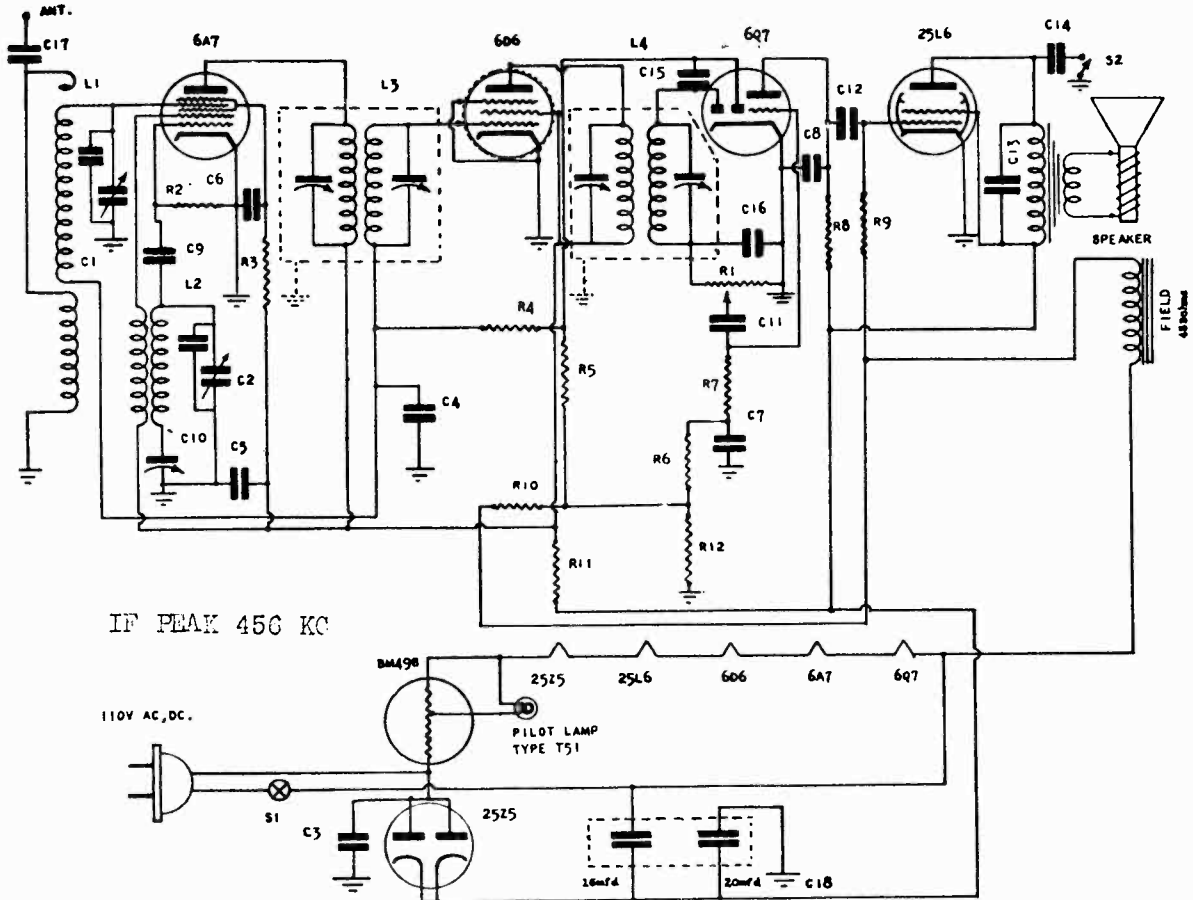 ANT.
C17
6A7
6D6
L4
6Q7
25L6
C14
S2
L1
L3
C15
C12
C8
C13
R2
C6
C16
R8
R9
SPEAKER
C1
C9
R3
L2
R1
C11
FIELD
450ohms
R4
R5
C2
R7
C4
C7
C10
C5
R6
R10
R12
R11
IF PEAK 456 KC
BM49B
25Z5
25L6
6D6
6A7
6Q7
110V AC,DC.
PILOT LAMP
TYPE T51
S1
25Z5
C3
16mfd
20mfd
C18